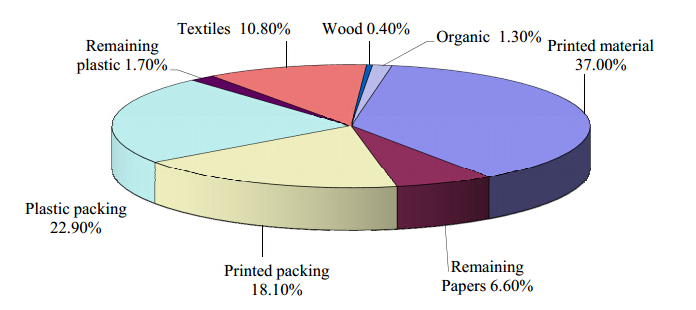 Textiles 10.80%
Wood 0.40%
Organic 1.30%
Printed material
37.00%
Remaining
plastic 1.70%
Plastic packing
22.90%
Printed packing
18.10%
Remaining
Papers 6.60%